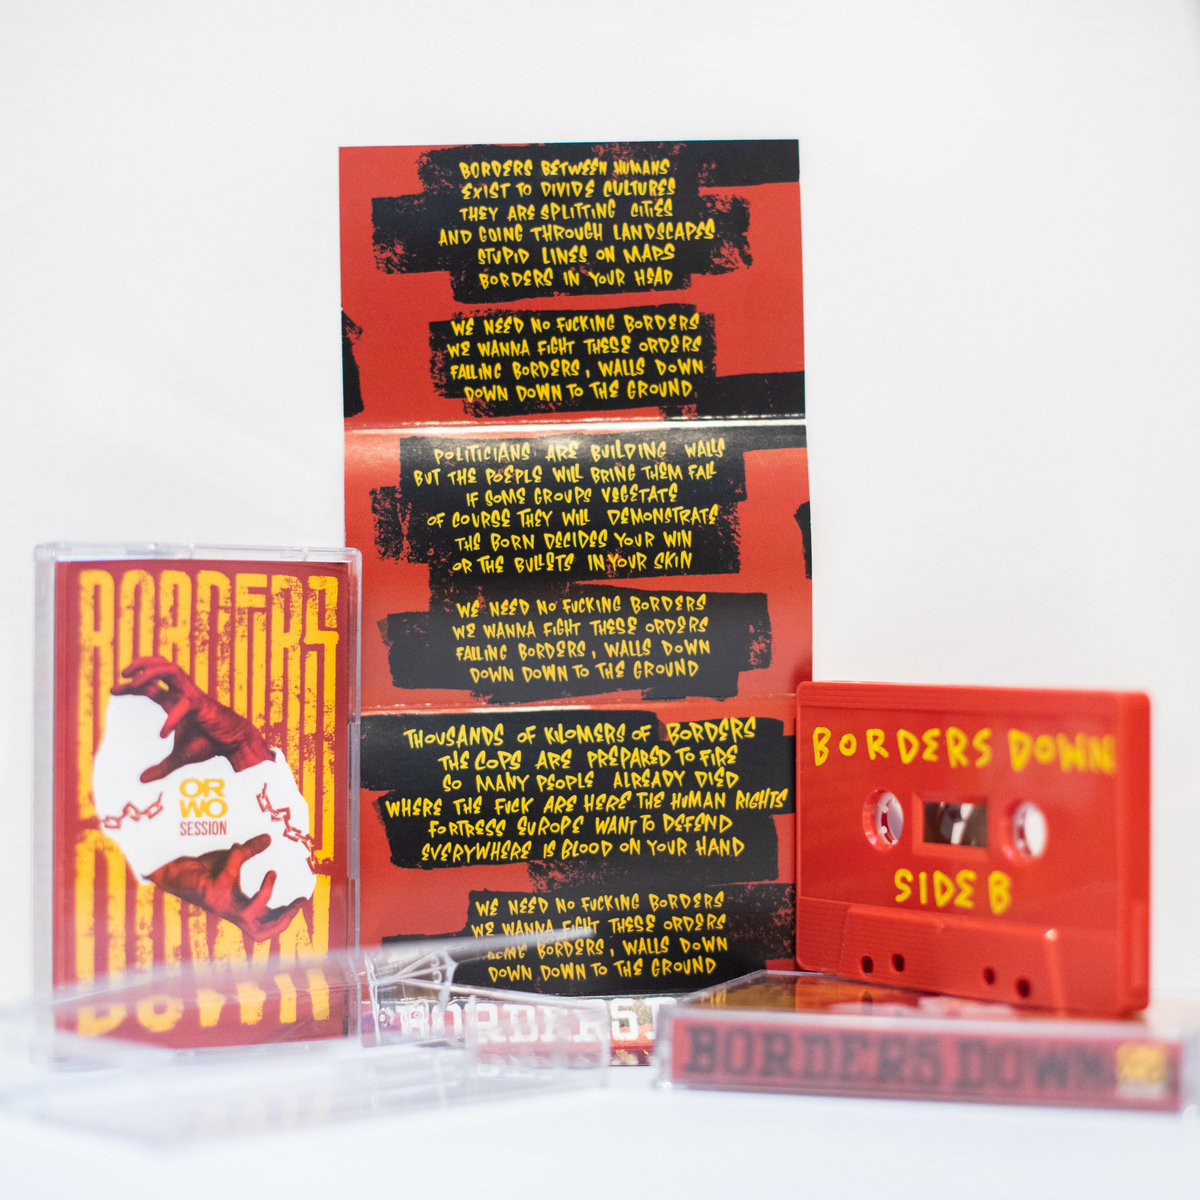 BORDERS BETWEEN HUMANS
EXIST TO DIVIDE CULTURES
THEY ARE SPLITTING CITIES
AND GOING THROUGH LANDSCAPES
STUPID LINES ON MAPS
BORDERS IN YOUR HEAD
WE NEED NO FUCKING BORDERS
WE WANNA FIGHT THESE ORDERS
FALLING BORDERS, WALLS DOWN
DOWN DOWN TO THE GROUND
POLITICIANS ARE BUILDING WALLS
BUT THE POEPLE WILL BRING THEM FALL
IF SOME GROUPS VEGETATE
OF COURSE THEY WILL DEMONSTRATE
THE BORN DECIDES YOUR WIN
OR THE BULLETS IN YOUR SKIN
WE NEED NO FUCKING BORDERS
WE WANNA FIGHT THESE ORDERS
FALLING BORDERS, WALLS DOWN
DOWN DOWN TO THE GROUND
THOUSANDS OF KILOMERS OF BORDERS
THE COPS ARE PREPARED TO FIRE
SO MANY PEOPLE ALREADY DIED
WHERE THE FUCK ARE HERE THE HUMAN RIGHTS
FORTRESS EUROPE WANT TO DEFEND
EVERYWHERE IS BLOOD ON YOUR HAND
WE NEED NO FUCKING BORDERS
WE WANNA FIGHT THESE ORDERS
BORDERS, WALLS DOWN
DOWN DOWN TO THE GROUND
BORDERS
DOWN
OR
WO
SESSION
BORDERS DOWN
SIDE B
BORDERS
BORDERS DOWN